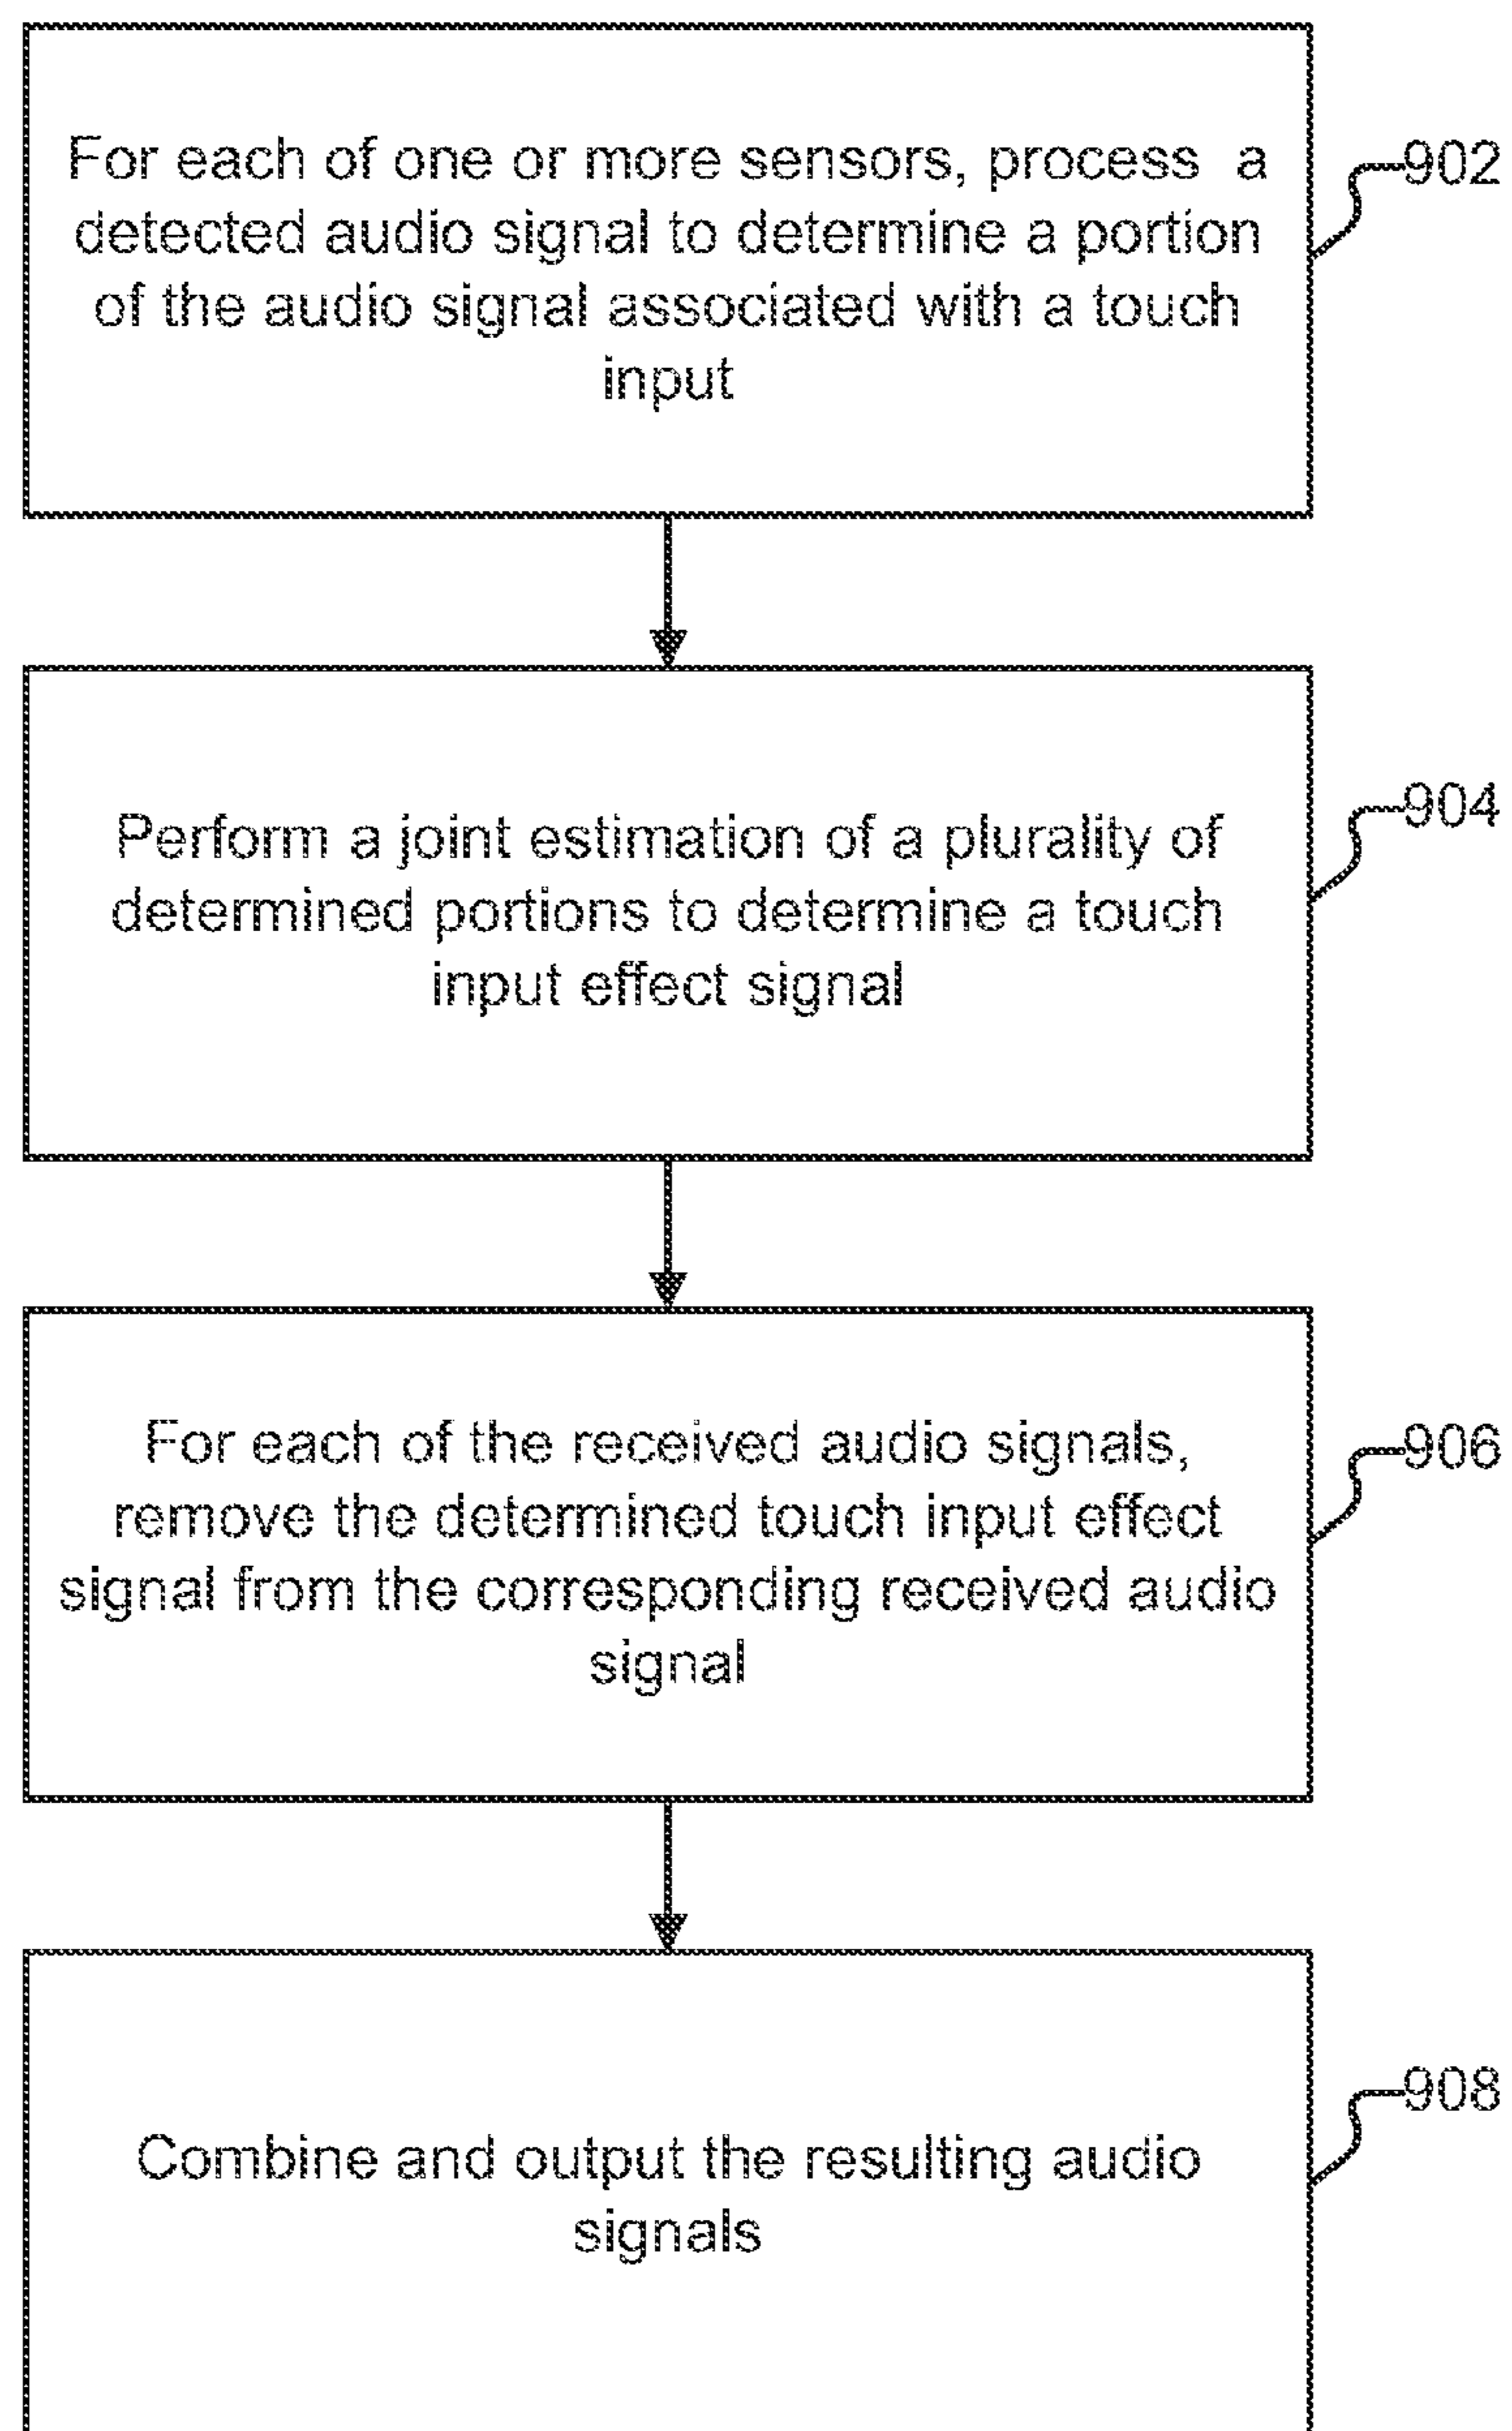 For each of one or more sensors, process a
902
detected audio signal to determine a portion
of the audio signal associated with a touch
input
904
Perform a joint estimation of a plurality of
determined portions to determine a touch
input effect signal
906
For each of the received audio signals,
remove the determined touch input effect
signal from the corresponding received audio
signal
908
Combine and output the resulting audio
signals